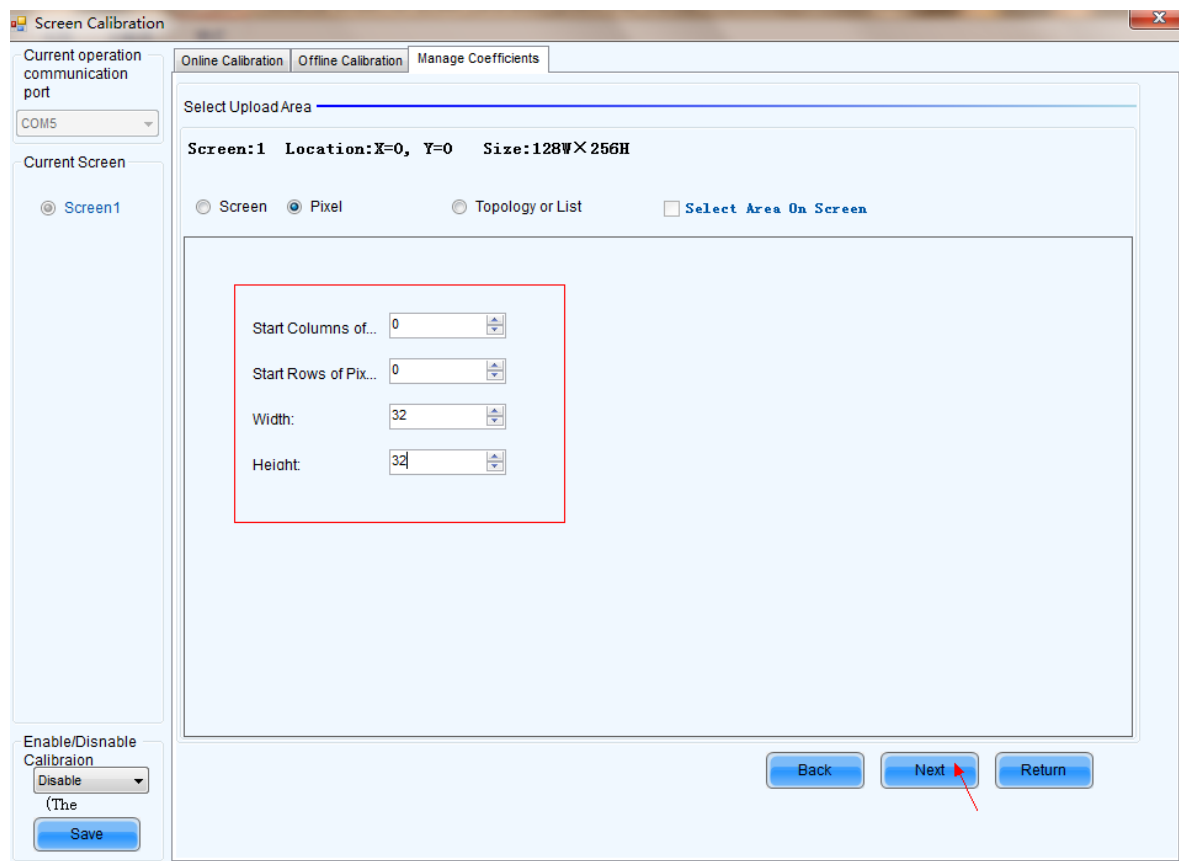 Screen Calibration
Current operation
communication
port
COM5
Current Screen
Screen1
Enable/Disnable
Calibraion
Disable
(The
Save
Online Calibration
Offline Calibration
Manage Coefficients
Select Upload Area
Screen:1 Location:X=0, Y=0 Size:128W×256H
Screen Pixel Topology or List Select Area On Screen
Start Columns of... 0
Start Rows of Pix... 0
Width: 32
Height: 32
Back Next Return